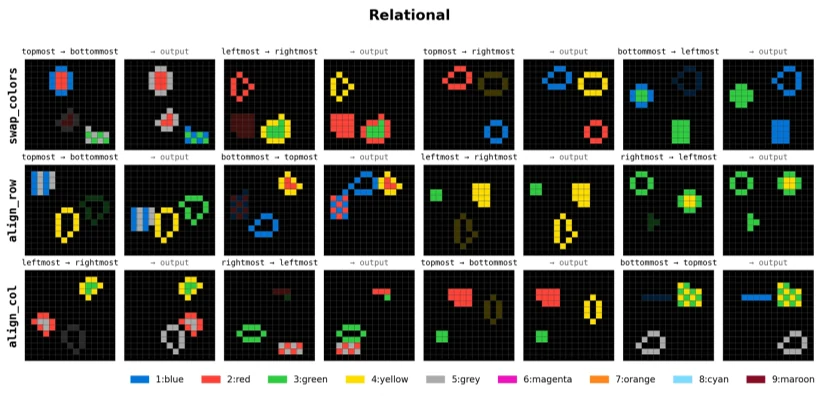 Relational
topmost → bottommost → output leftmost → rightmost → output topmost → rightmost → output bottommost → leftmost → output
swap_colors
topmost → bottommost → output bottommost → topmost → output leftmost → rightmost → output rightmost → leftmost → output
align_row
leftmost → rightmost → output rightmost → leftmost → output topmost → bottommost → output bottommost → topmost → output
align_col
1:blue 2:red 3:green 4:yellow 5:grey 6:magenta 7:orange 8:cyan 9:maroon